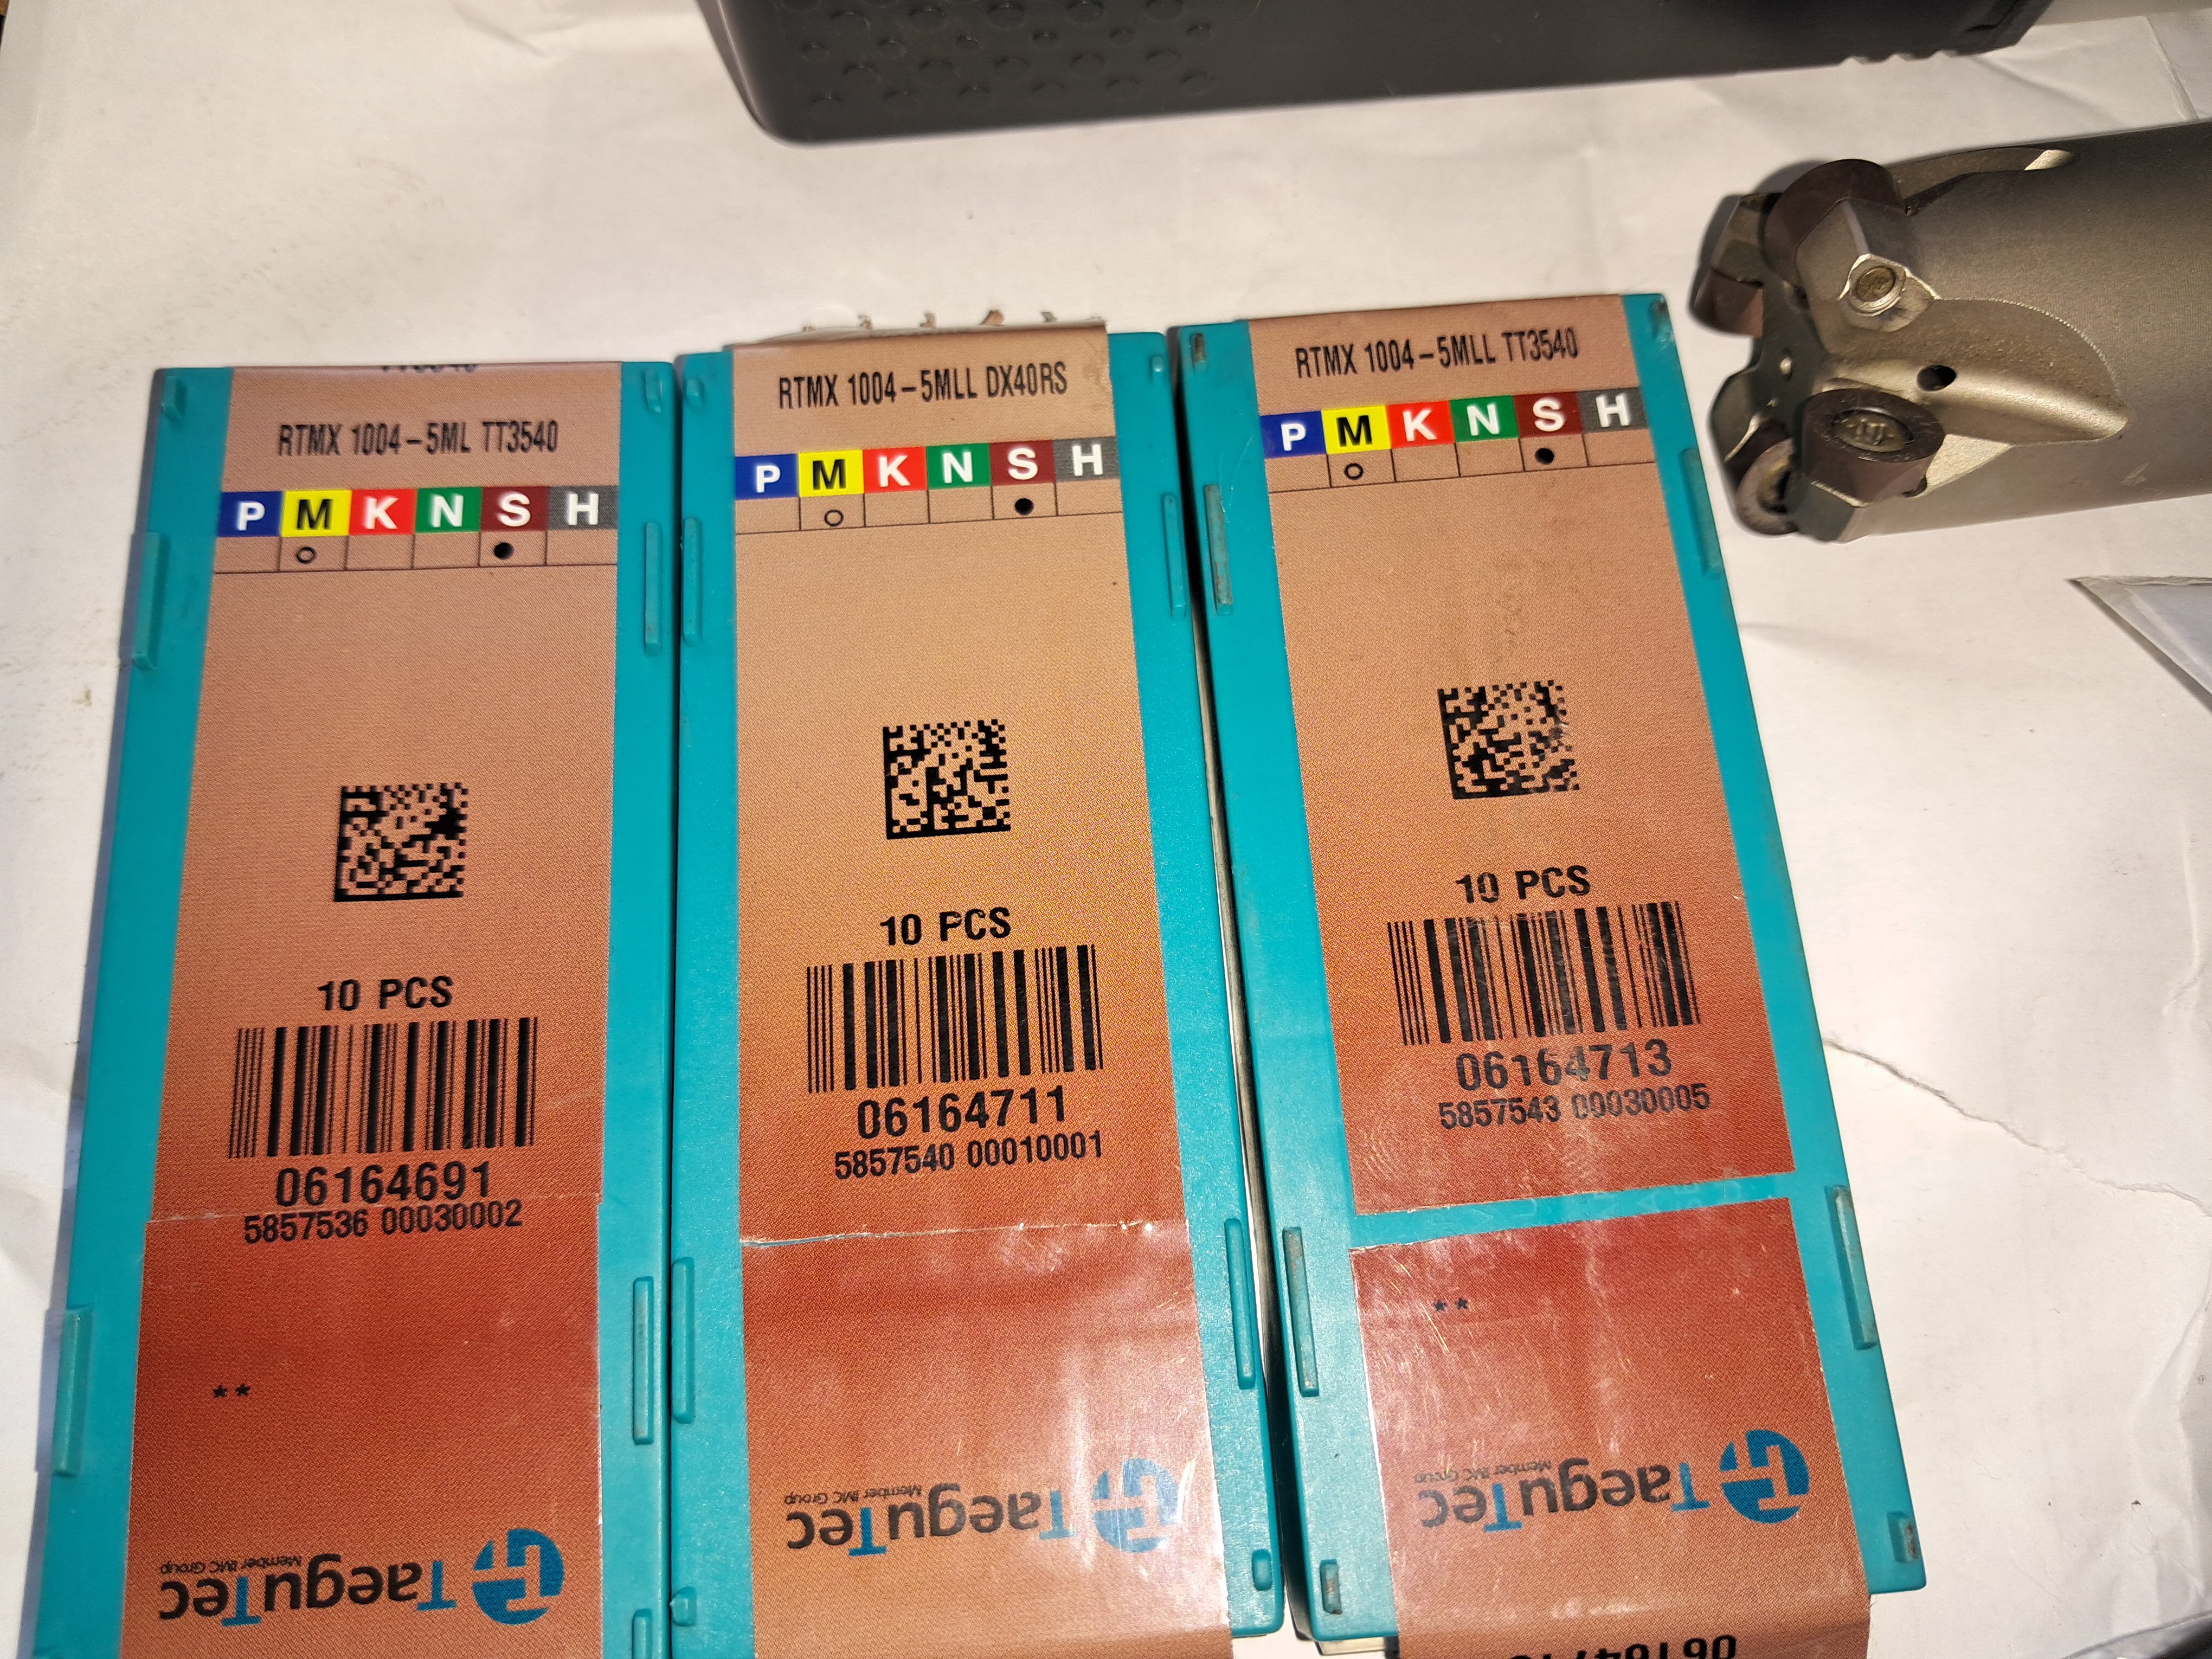 RTMX 1004-5ML TT3540
P M K N S H
10 PCS
06164691
5857536 00030002
**
TaeguTec
Member IMC Group
RTMX 1004-5MLL DX40RS
P M K N S H
10 PCS
06164711
5857540 00010001
TaeguTec
Member IMC Group
RTMX 1004-5MLL TT3540
P M K N S H
10 PCS
06164713
5857543 00030005
**
TaeguTec
Member IMC Group